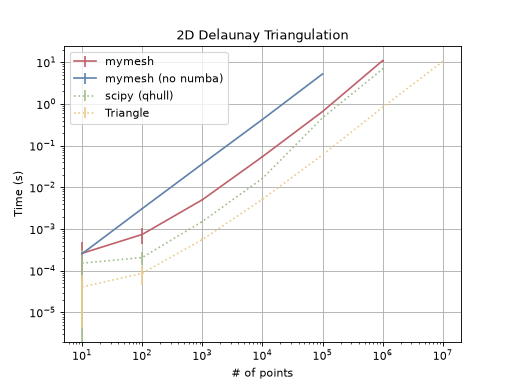 2D Delaunay Triangulation
mymesh
mymesh (no numba)
scipy (qhull)
Triangle
Time (s)
10¹
10⁰
10⁻¹
10⁻²
10⁻³
10⁻⁴
10⁻⁵
10¹ 10² 10³ 10⁴ 10⁵ 10⁶ 10⁷
# of points